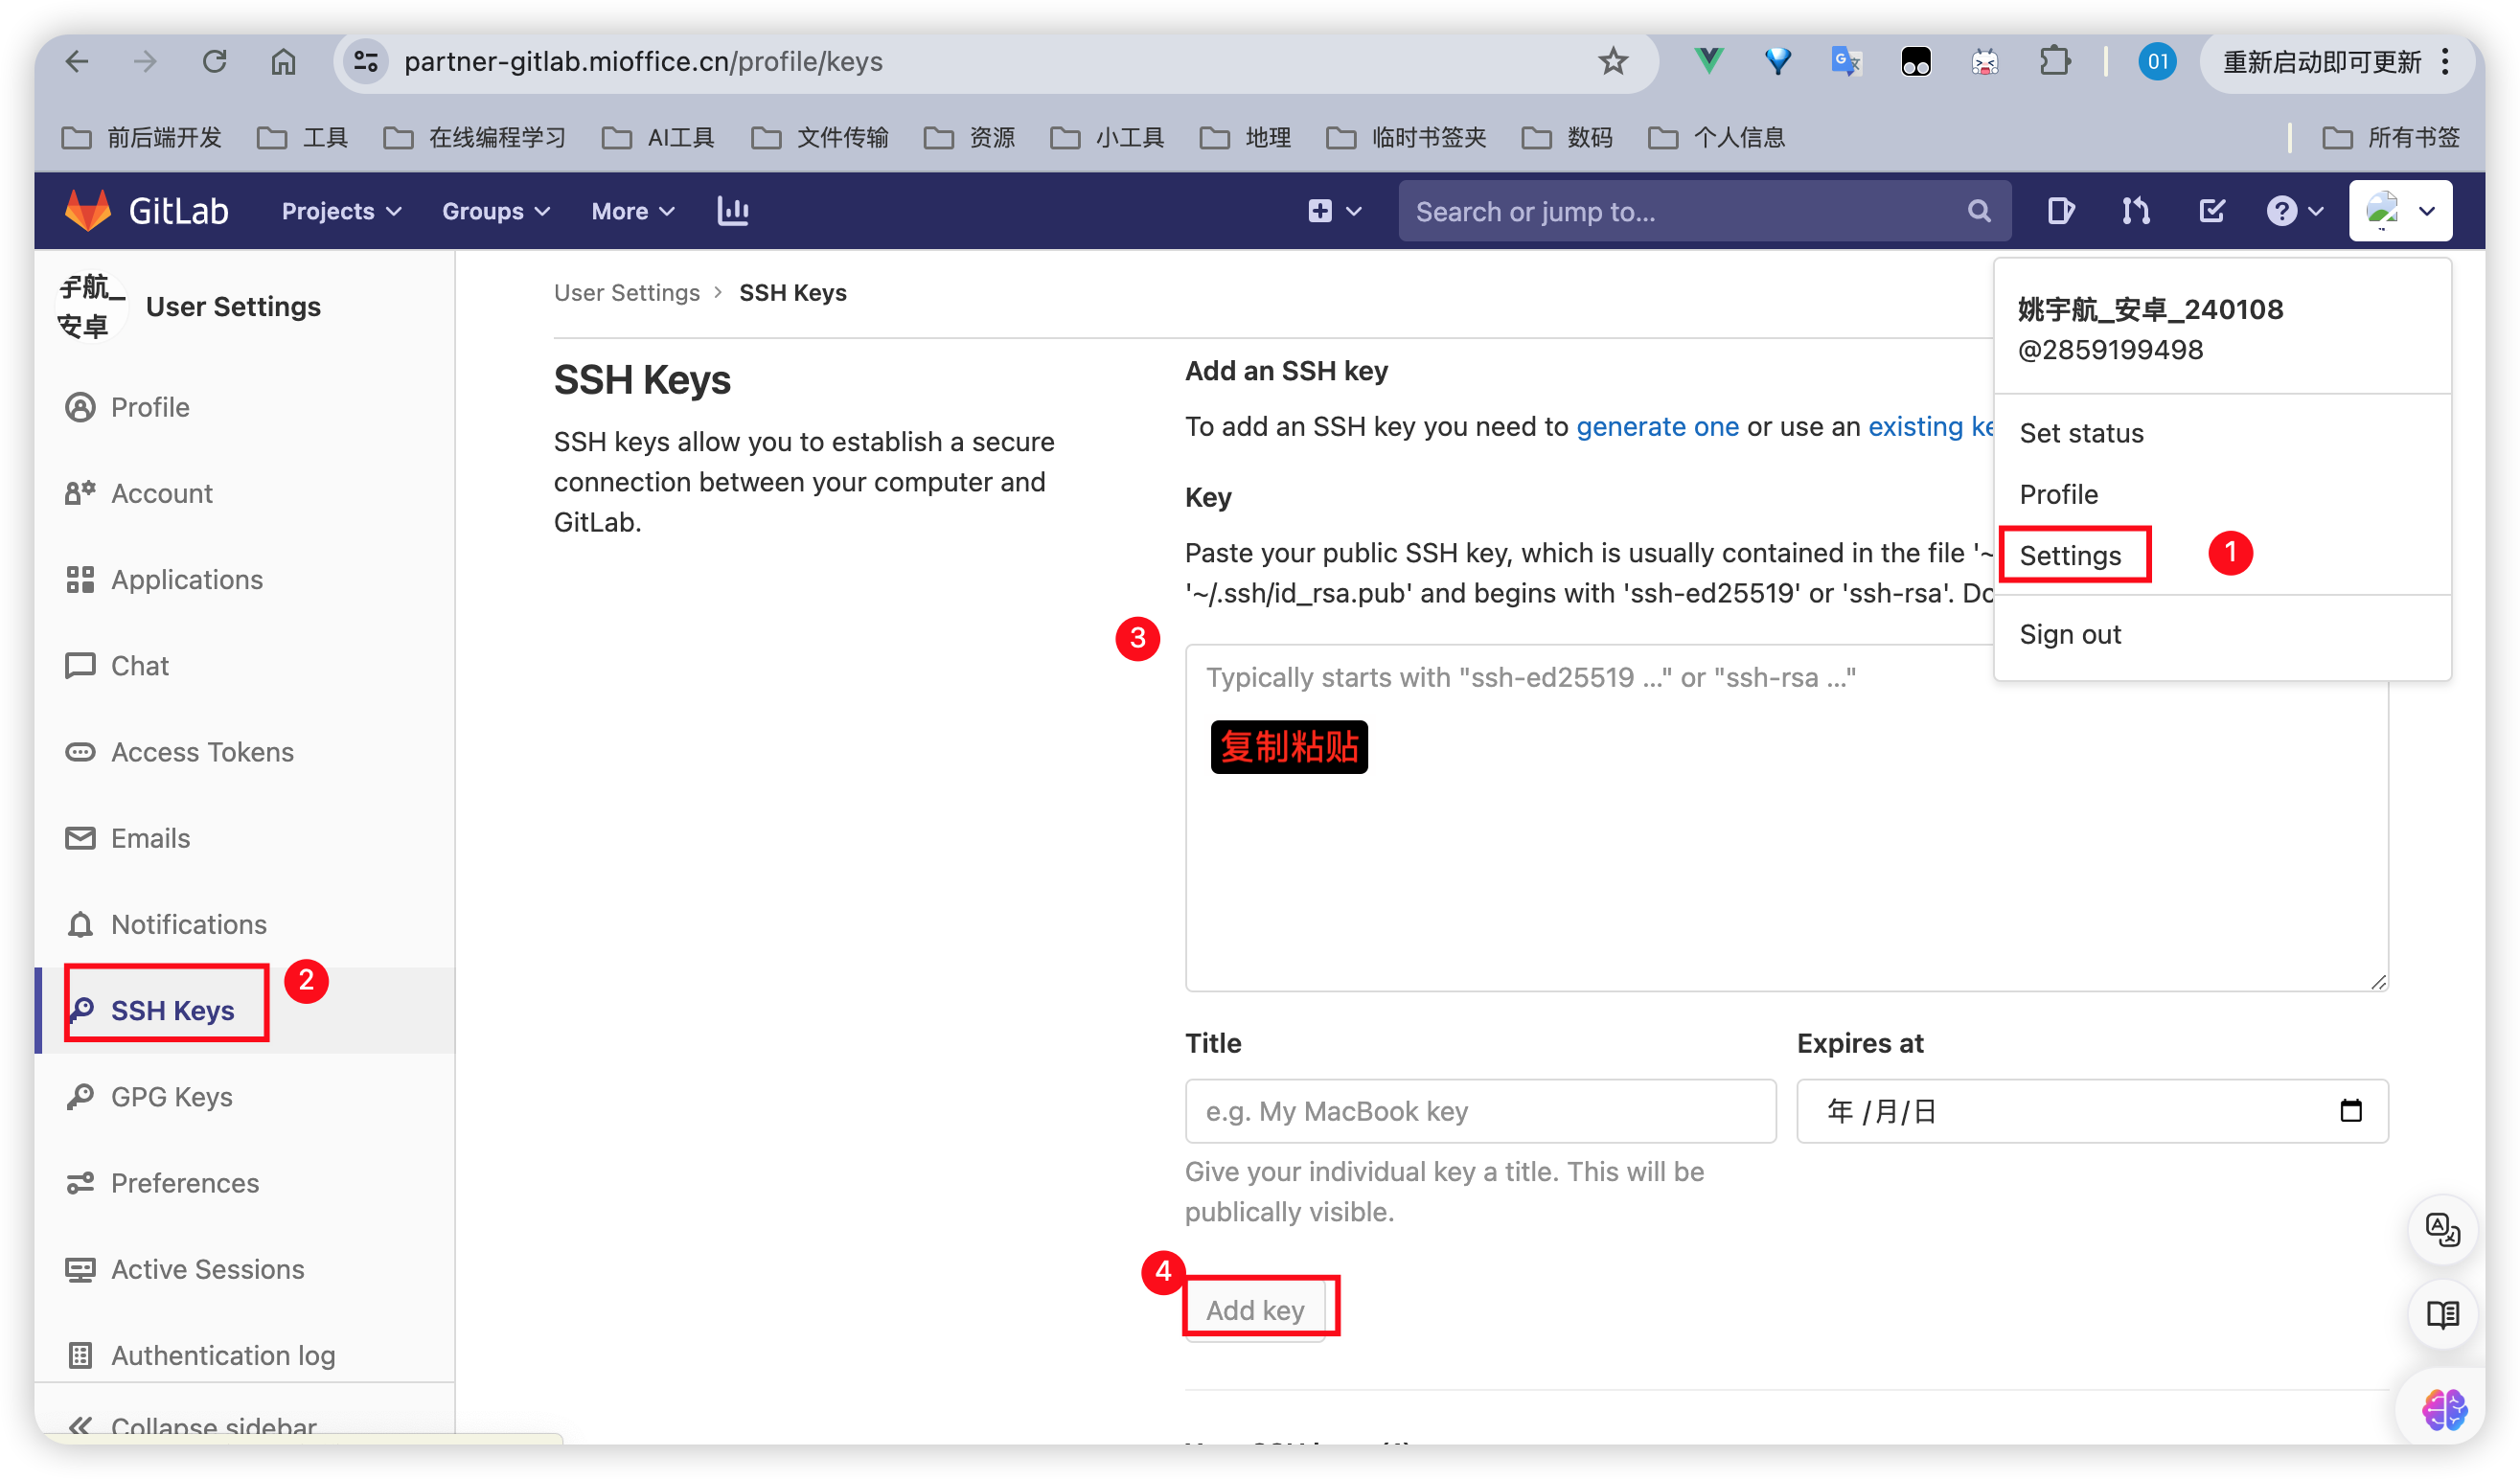 partner-gitlab.mioffice.cn/profile/keys
01
重新启动即可更新
前后端开发
工具
在线编程学习
AI工具
文件传输
资源
小工具
地理
临时书签夹
数码
个人信息
所有书签
GitLab
Projects
Groups
More
Search or jump to...
宇航_
安卓
User Settings
Profile
Account
Applications
Chat
Access Tokens
Emails
Notifications
SSH Keys
2
GPG Keys
Preferences
Active Sessions
Authentication log
Collapse sidebar
User Settings > SSH Keys
SSH Keys
SSH keys allow you to establish a secure
connection between your computer and
GitLab.
Add an SSH key
To add an SSH key you need to generate one or use an existing ke
Key
Paste your public SSH key, which is usually contained in the file '~
'~/.ssh/id_rsa.pub' and begins with 'ssh-ed25519' or 'ssh-rsa'. Do
3
Typically starts with "ssh-ed25519 ..." or "ssh-rsa ..."
复制粘贴
Title
Expires at
e.g. My MacBook key
年 /月/日
Give your individual key a title. This will be
publically visible.
4
Add key
姚宇航_安卓_240108
@2859199498
Set status
Profile
Settings
1
Sign out